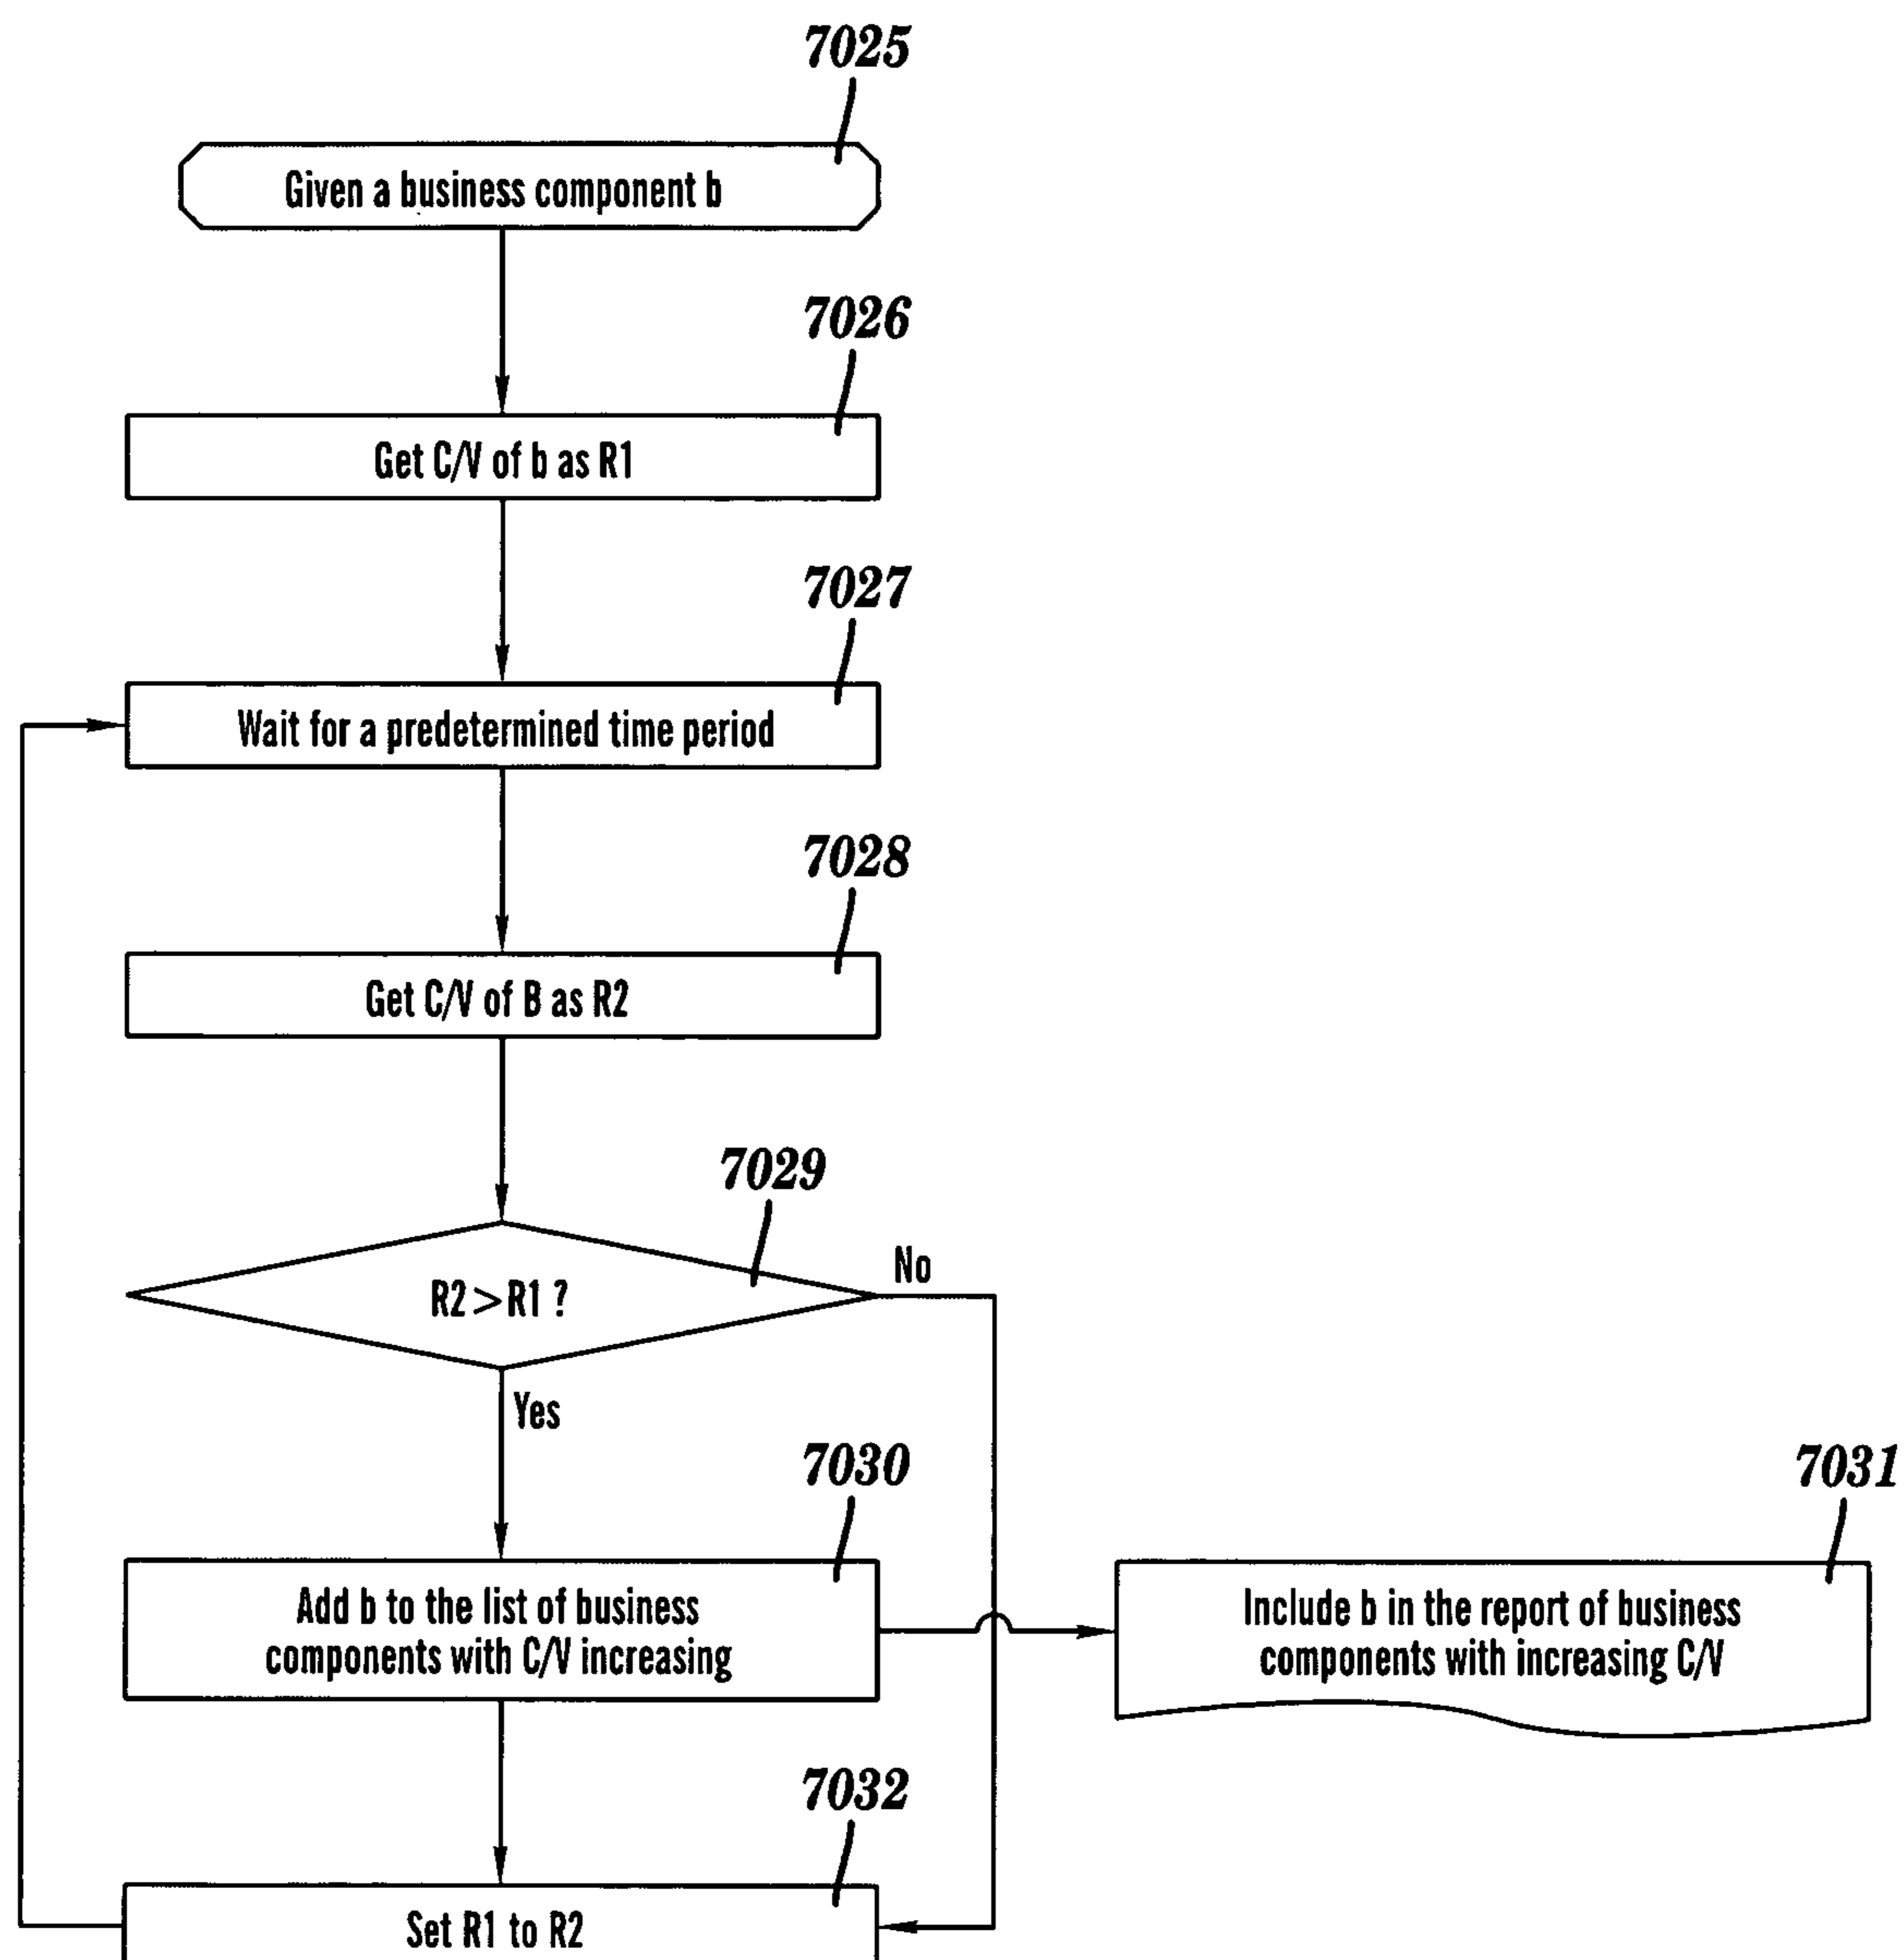 7025
Given a business component b
7026
Get C/V of b as R1
7027
Wait for a predetermined time period
7028
Get C/V of B as R2
7029
R2 > R1 ?
No
Yes
7030
Add b to the list of business
components with C/V increasing
7031
Include b in the report of business
components with increasing C/V
7032
Set R1 to R2